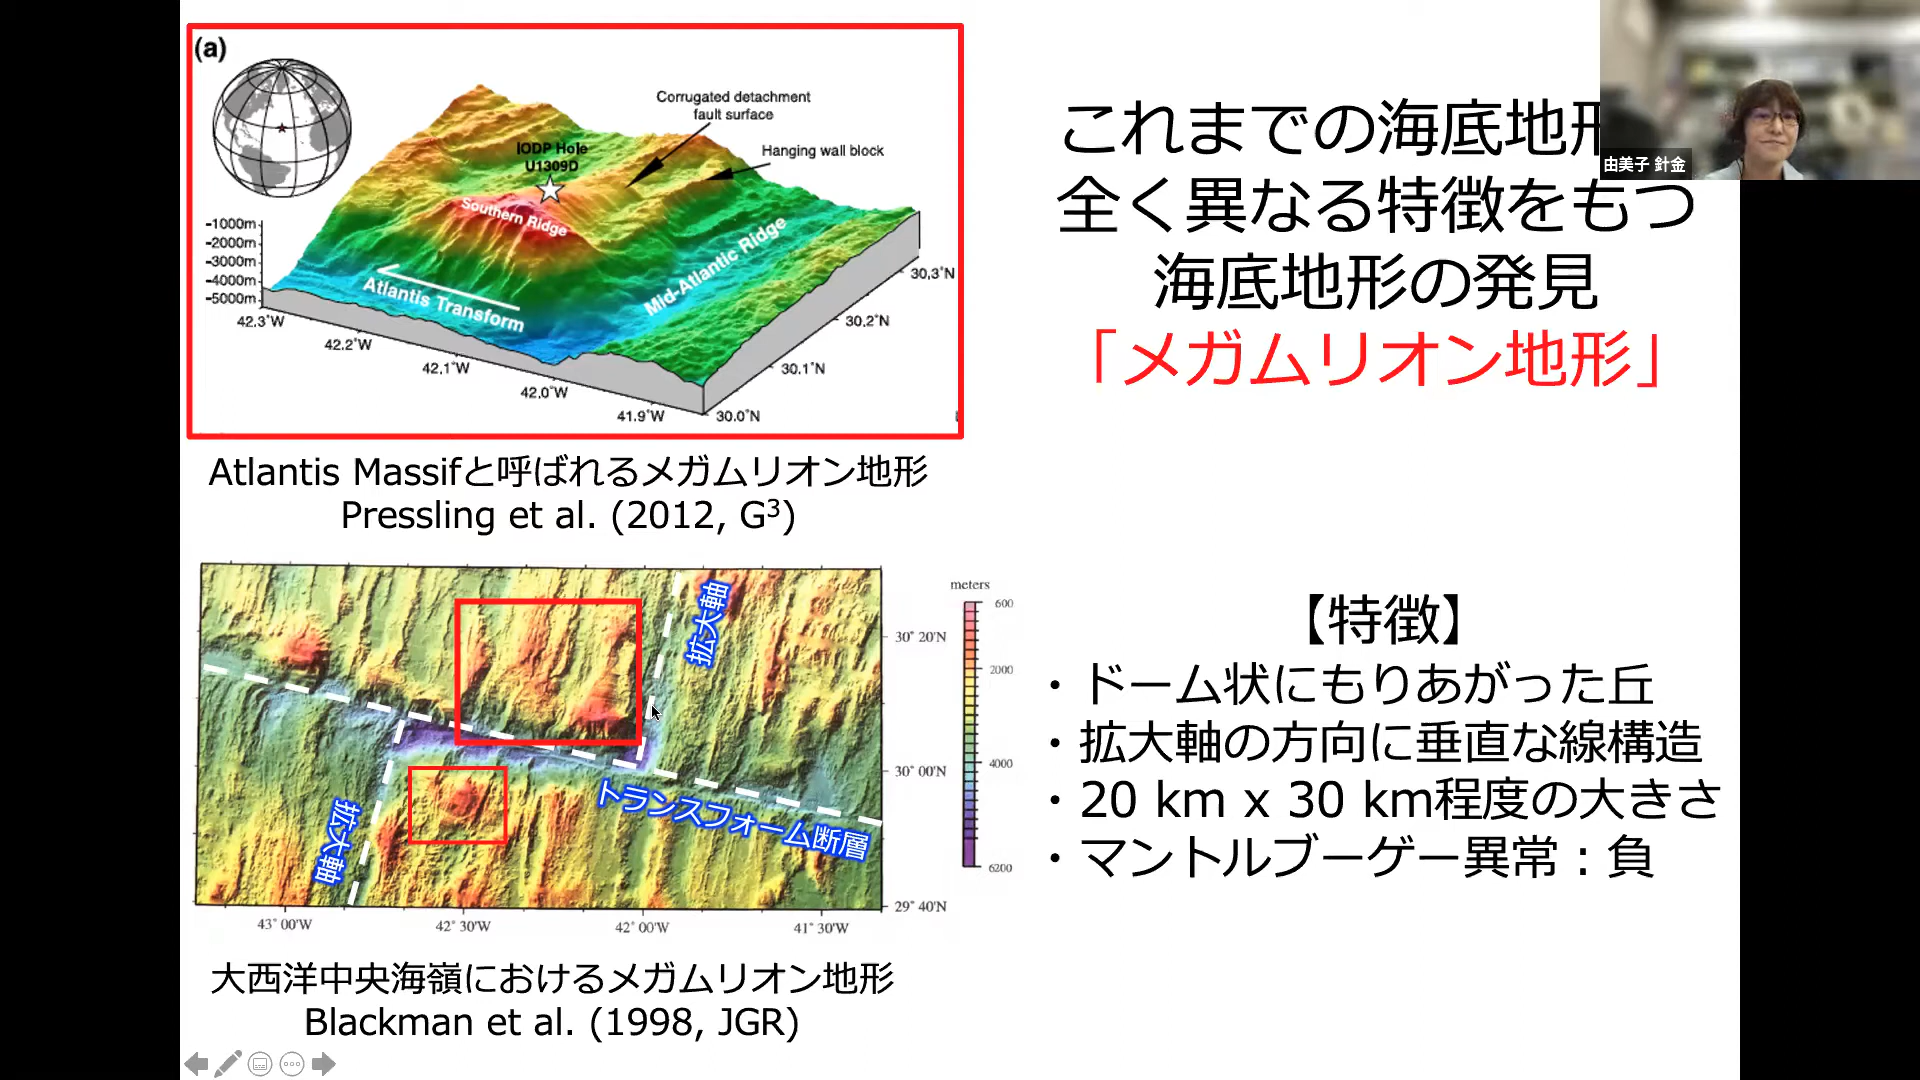 (a)
Corrugated detachment
fault surface
Hanging wall block
IODP Hole
U1309D
Southern Ridge
Mid-Atlantic Ridge
Atlantis Transform
-1000m
-2000m
-3000m
-4000m
-5000m
42.3°W
42.2°W
42.1°W
42.0°W
41.9°W
30.0°N
30.1°N
30.2°N
30.3°N
Atlantis Massifと呼ばれるメガムリオン地形
Pressling et al. (2012, G³)
拡大軸
拡大軸
トランスフォーム断層
meters
600
2000
4000
6200
30° 20'N
30° 00'N
29° 40'N
43° 00'W
42° 30'W
42° 00'W
41° 30'W
大西洋中央海嶺におけるメガムリオン地形
Blackman et al. (1998, JGR)
これまでの海底地形
全く異なる特徴をもつ
海底地形の発見
「メガムリオン地形」
【特徴】
・ドーム状にもりあがった丘
・拡大軸の方向に垂直な線構造
・20 km x 30 km程度の大きさ
・マントルブーゲー異常：負
由美子 針金